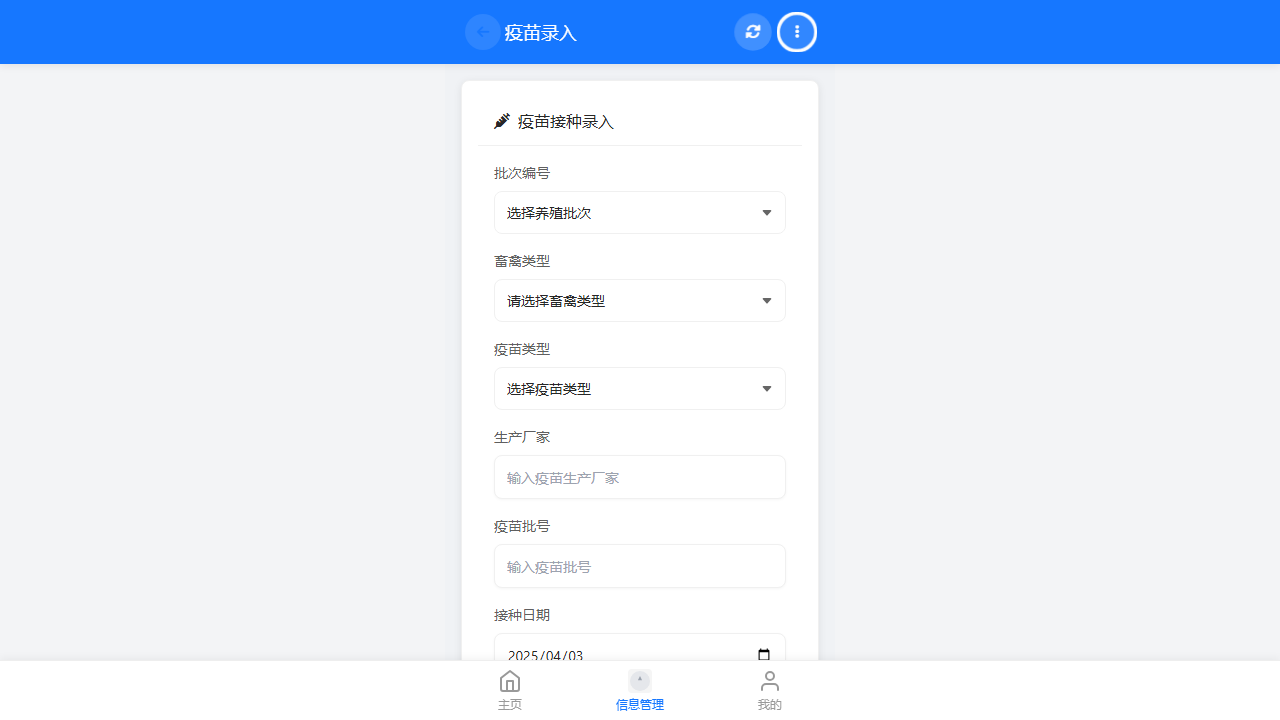 疫苗录入
疫苗接种录入
批次编号
选择养殖批次
畜禽类型
请选择畜禽类型
疫苗类型
选择疫苗类型
生产厂家
输入疫苗生产厂家
疫苗批号
输入疫苗批号
接种日期
2025/04/03
主页
信息管理
我的